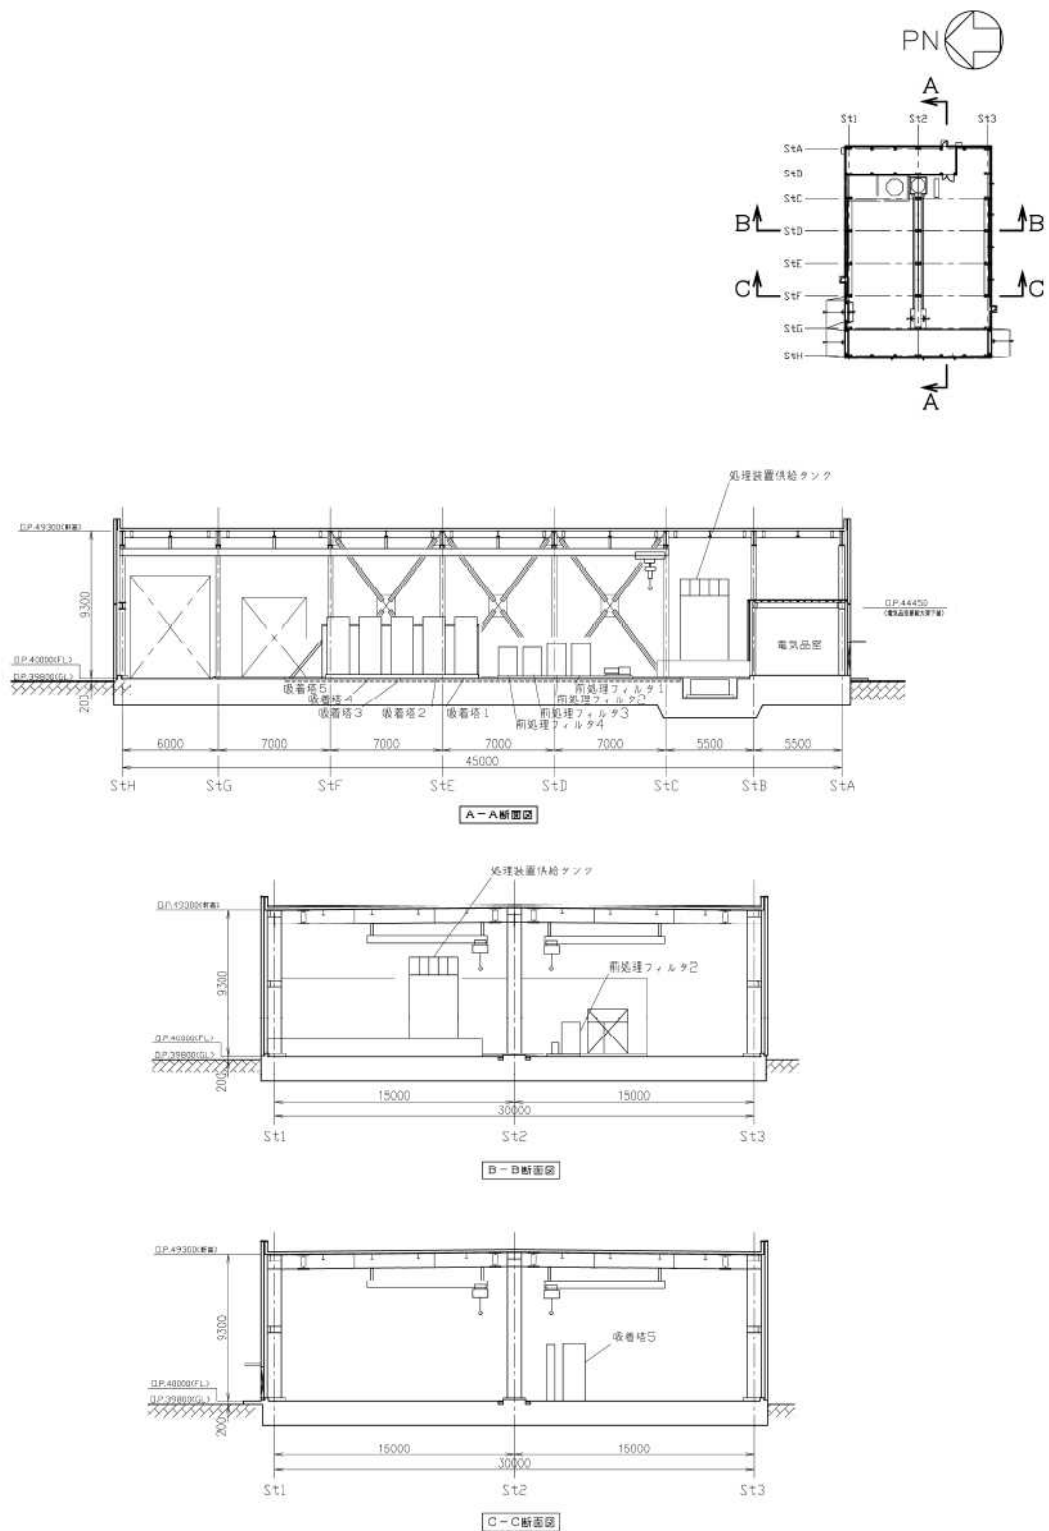 PN
A
St1 St2 St3
StA
StB
StC
B StD B
StE
C StF C
StG
StH
A
処理装置供給タンク
O.P.49300(軒高)
9300
O.P.44450
電気品室
O.P.40000(FL)
O.P.39800(GL)
200
吸着塔5
吸着塔4
吸着塔3 吸着塔2 吸着塔1
前処理フィルタ1
前処理フィルタ2
前処理フィルタ3
前処理フィルタ4
6000 7000 7000 7000 7000 5500 5500
45000
StH StG StF StE StD StC StB StA
A-A断面図
処理装置供給タンク
O.P.49300(軒高)
9300
前処理フィルタ2
O.P.40000(FL)
O.P.39800(GL)
200
15000 15000
30000
St1 St2 St3
B-B断面図
O.P.49300(軒高)
9300
吸着塔5
O.P.40000(FL)
O.P.39800(GL)
200
15000 15000
30000
St1 St2 St3
C-C断面図